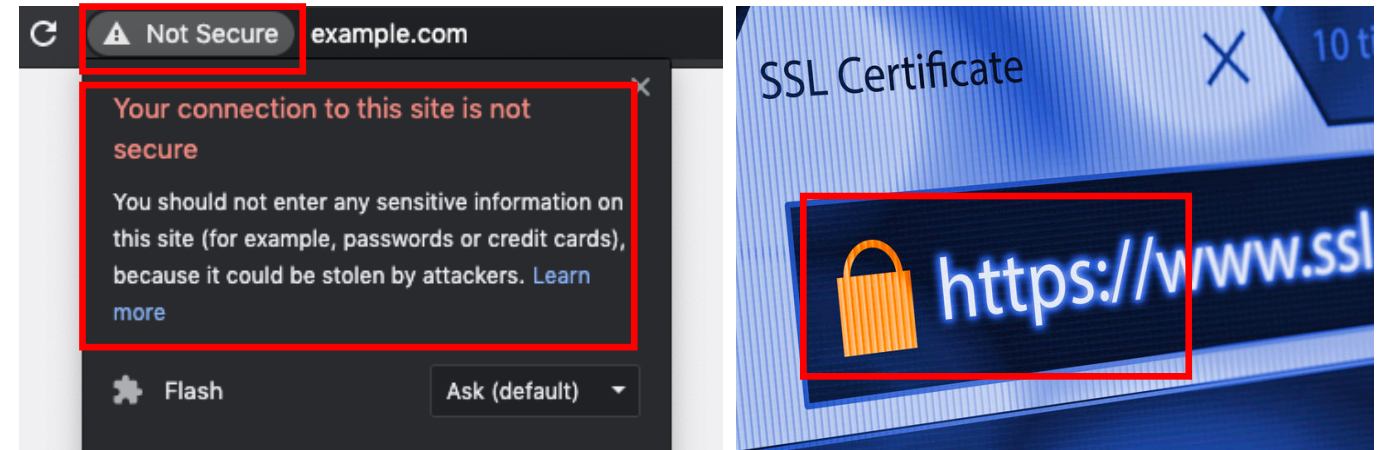 Not Secure example.com
Your connection to this site is not
secure
You should not enter any sensitive information on
this site (for example, passwords or credit cards),
because it could be stolen by attackers. Learn
more
Flash
Ask (default)
SSL Certificate
10 ti
https://www.ssl